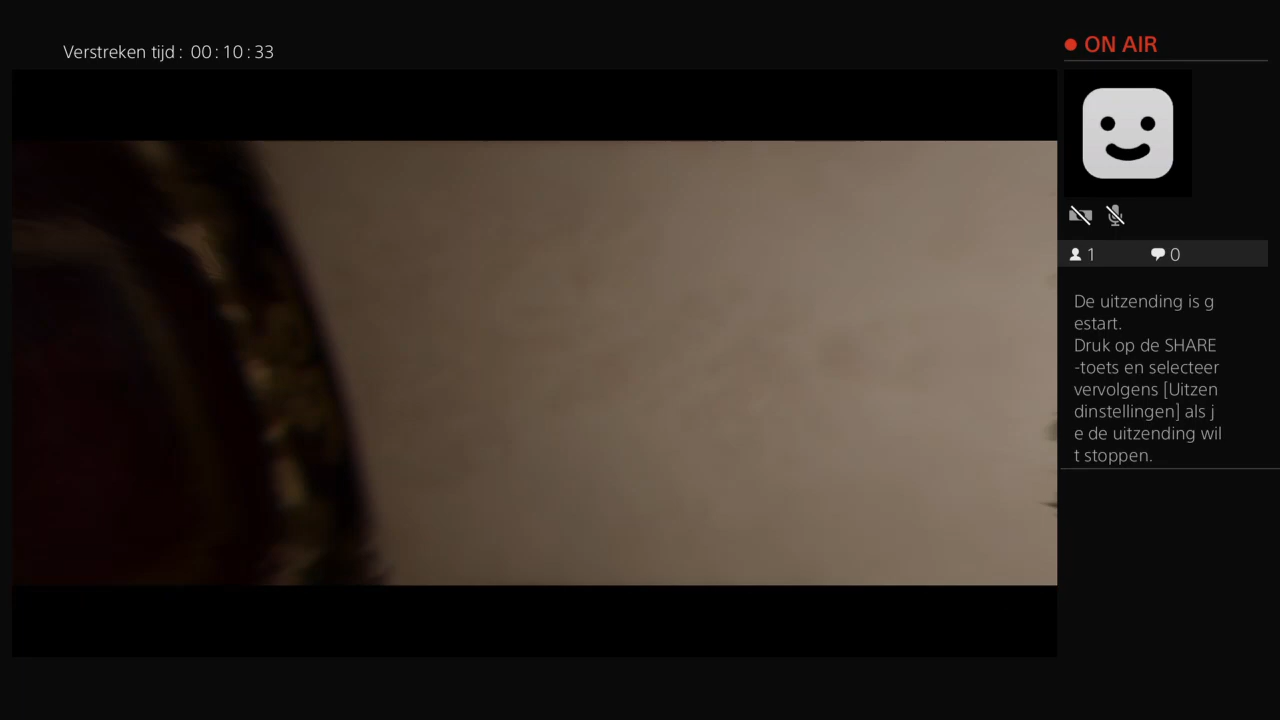 Verstreken tijd : 00 : 10 : 33
ON AIR
1 0
De uitzending is g
estart.
Druk op de SHARE
-toets en selecteer
vervolgens [Uitzen
dinstellingen] als j
e de uitzending wil
t stoppen.